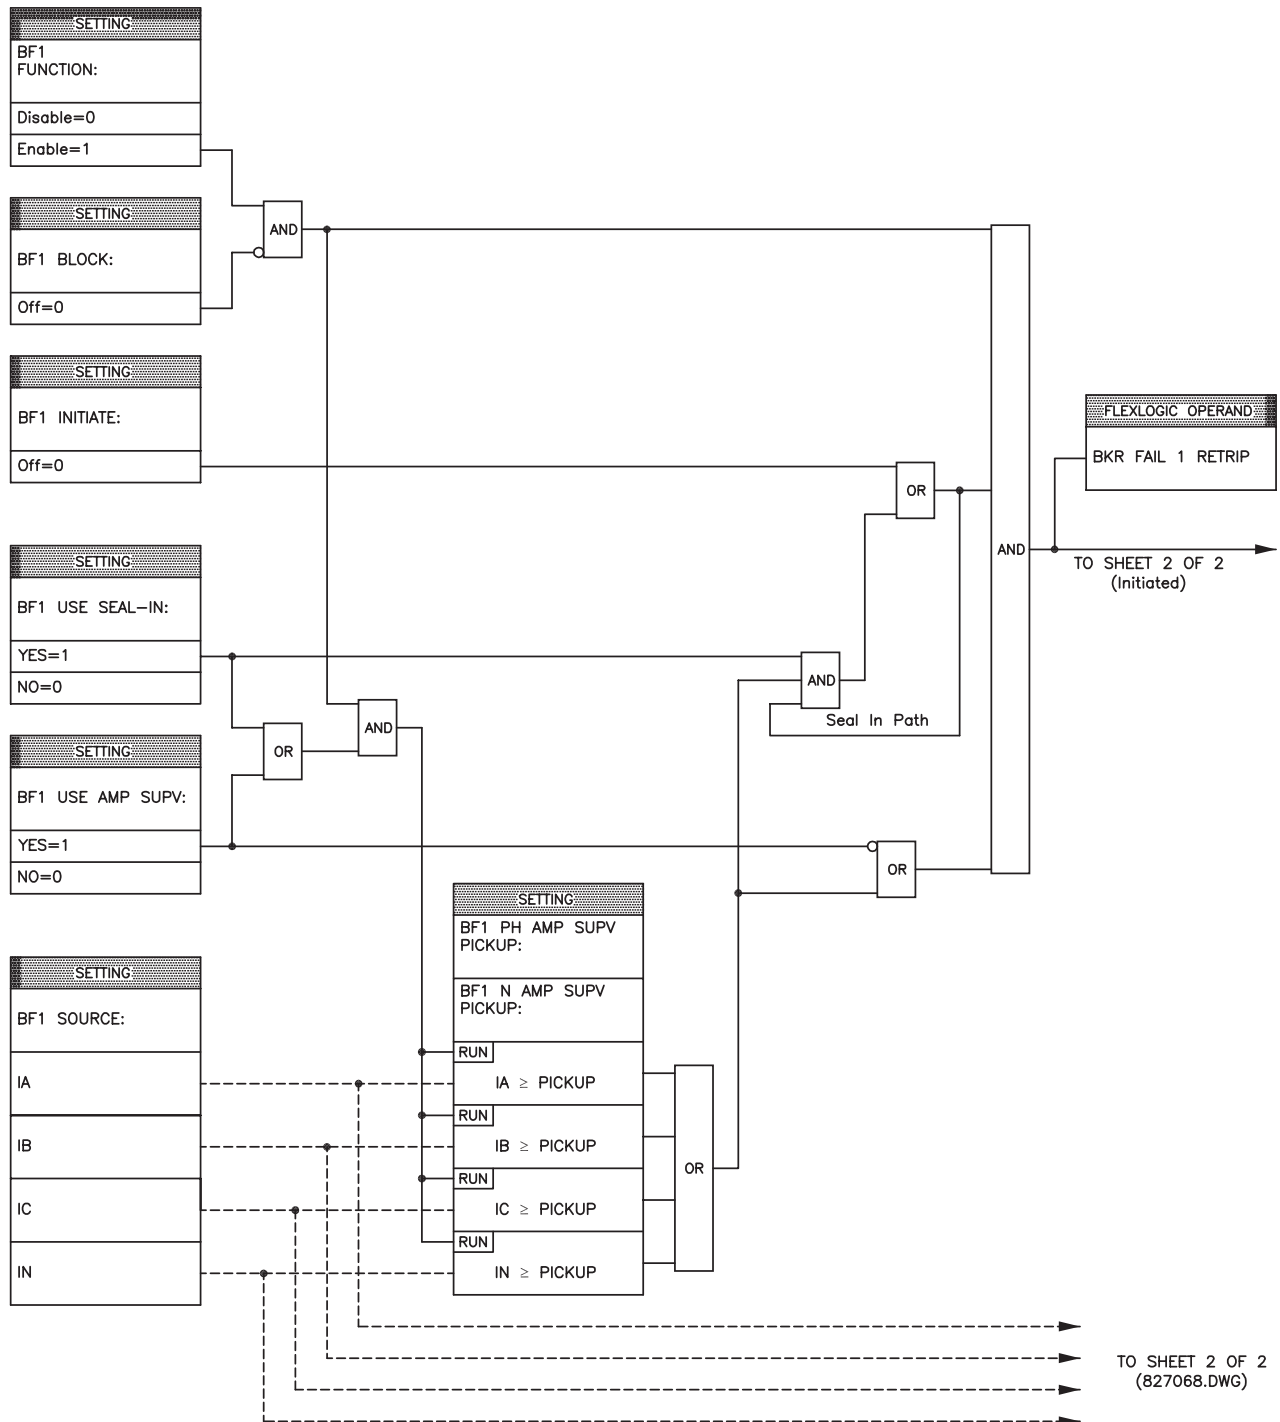 SETTING
BF1
FUNCTION:
Disable=0
Enable=1
SETTING
BF1 BLOCK:
Off=0
AND
SETTING
BF1 INITIATE:
Off=0
OR
FLEXLOGIC OPERAND
BKR FAIL 1 RETRIP
AND
TO SHEET 2 OF 2
(Initiated)
SETTING
BF1 USE SEAL-IN:
YES=1
NO=0
AND
Seal In Path
AND
OR
SETTING
BF1 USE AMP SUPV:
YES=1
NO=0
OR
SETTING
BF1 PH AMP SUPV
PICKUP:
BF1 N AMP SUPV
PICKUP:
RUN
IA ≥ PICKUP
RUN
IB ≥ PICKUP
RUN
IC ≥ PICKUP
RUN
IN ≥ PICKUP
OR
SETTING
BF1 SOURCE:
IA
IB
IC
IN
TO SHEET 2 OF 2
(827068.DWG)